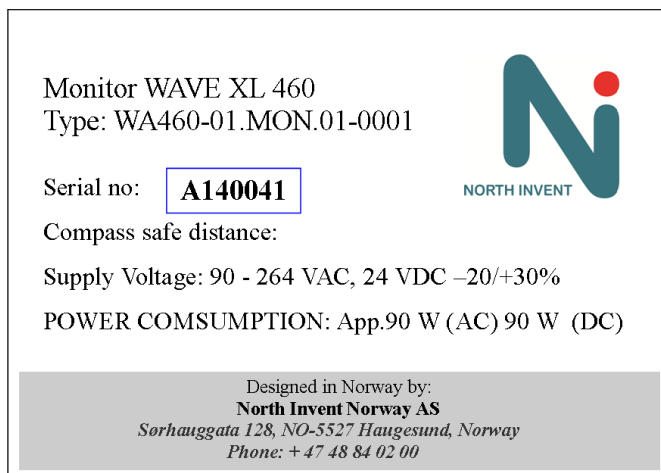 Monitor WAVE XL 460
Type: WA460-01.MON.01-0001
NORTH INVENT
Serial no: A140041
Compass safe distance:
Supply Voltage: 90 - 264 VAC, 24 VDC –20/+30%
POWER COMSUMPTION: App.90 W (AC) 90 W (DC)
Designed in Norway by:
North Invent Norway AS
Sørhauggata 128, NO-5527 Haugesund, Norway
Phone: + 47 48 84 02 00